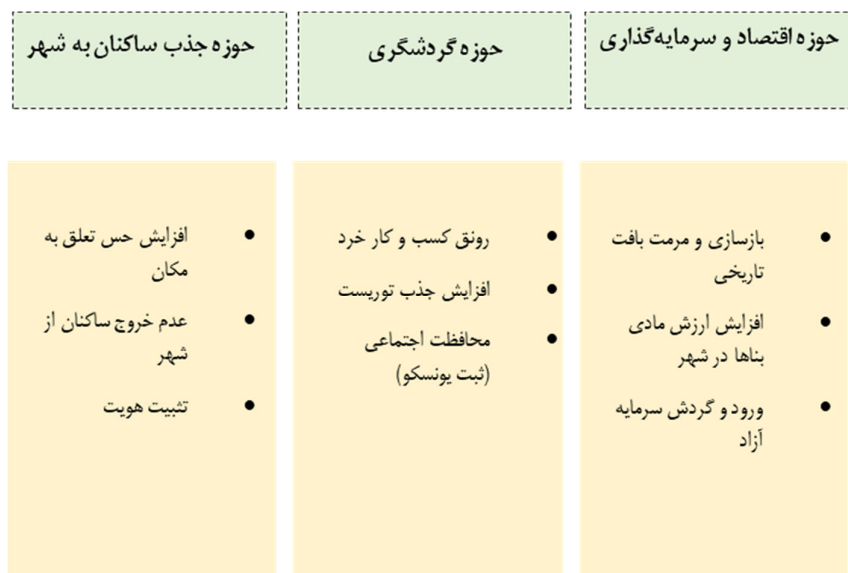 حوزه اقتصاد و سرمایه‌گذاری
حوزه گردشگری
حوزه جذب ساکنان به شهر
• بازسازی و مرمت بافت
تاریخی
• افزایش ارزش مادی
بناها در شهر
• ورود و گردش سرمایه
آزاد
• رونق کسب و کار خرد
• افزایش جذب توریست
• محافظت اجتماعی
(ثبت یونسکو)
• افزایش حس تعلق به
مکان
• عدم خروج ساکنان از
شهر
• تثبیت هویت